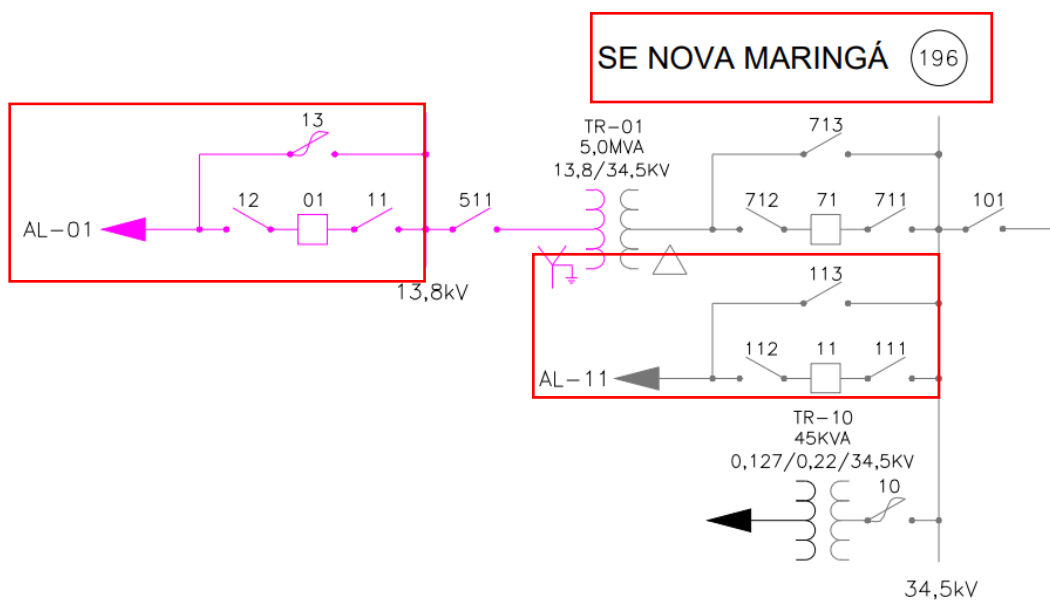 SE NOVA MARINGÁ 196
13
TR-01
5,0MVA
13,8/34,5KV
713
12 01 11 511 712 71 711 101
AL-01
13,8kV
113
112 11 111
AL-11
TR-10
45KVA
0,127/0,22/34,5KV
10
34,5kV